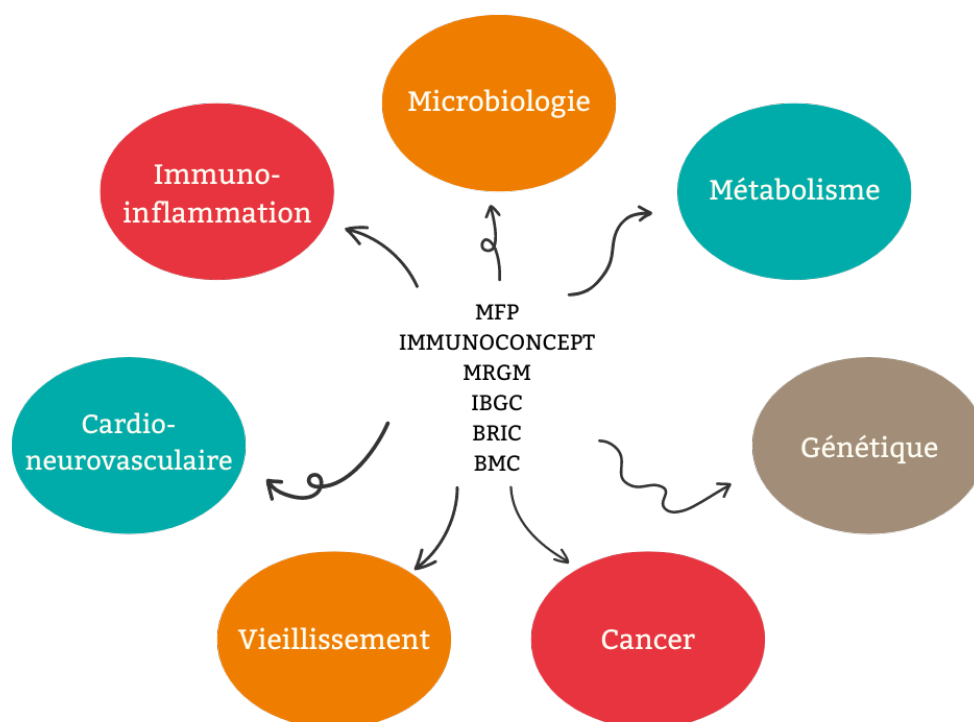 Microbiologie
Immuno-
inflammation
Métabolisme
MFP
IMMUNOCONCEPT
MRGM
IBGC
BRIC
BMC
Cardio-
neurovasculaire
Génétique
Vieillissement
Cancer